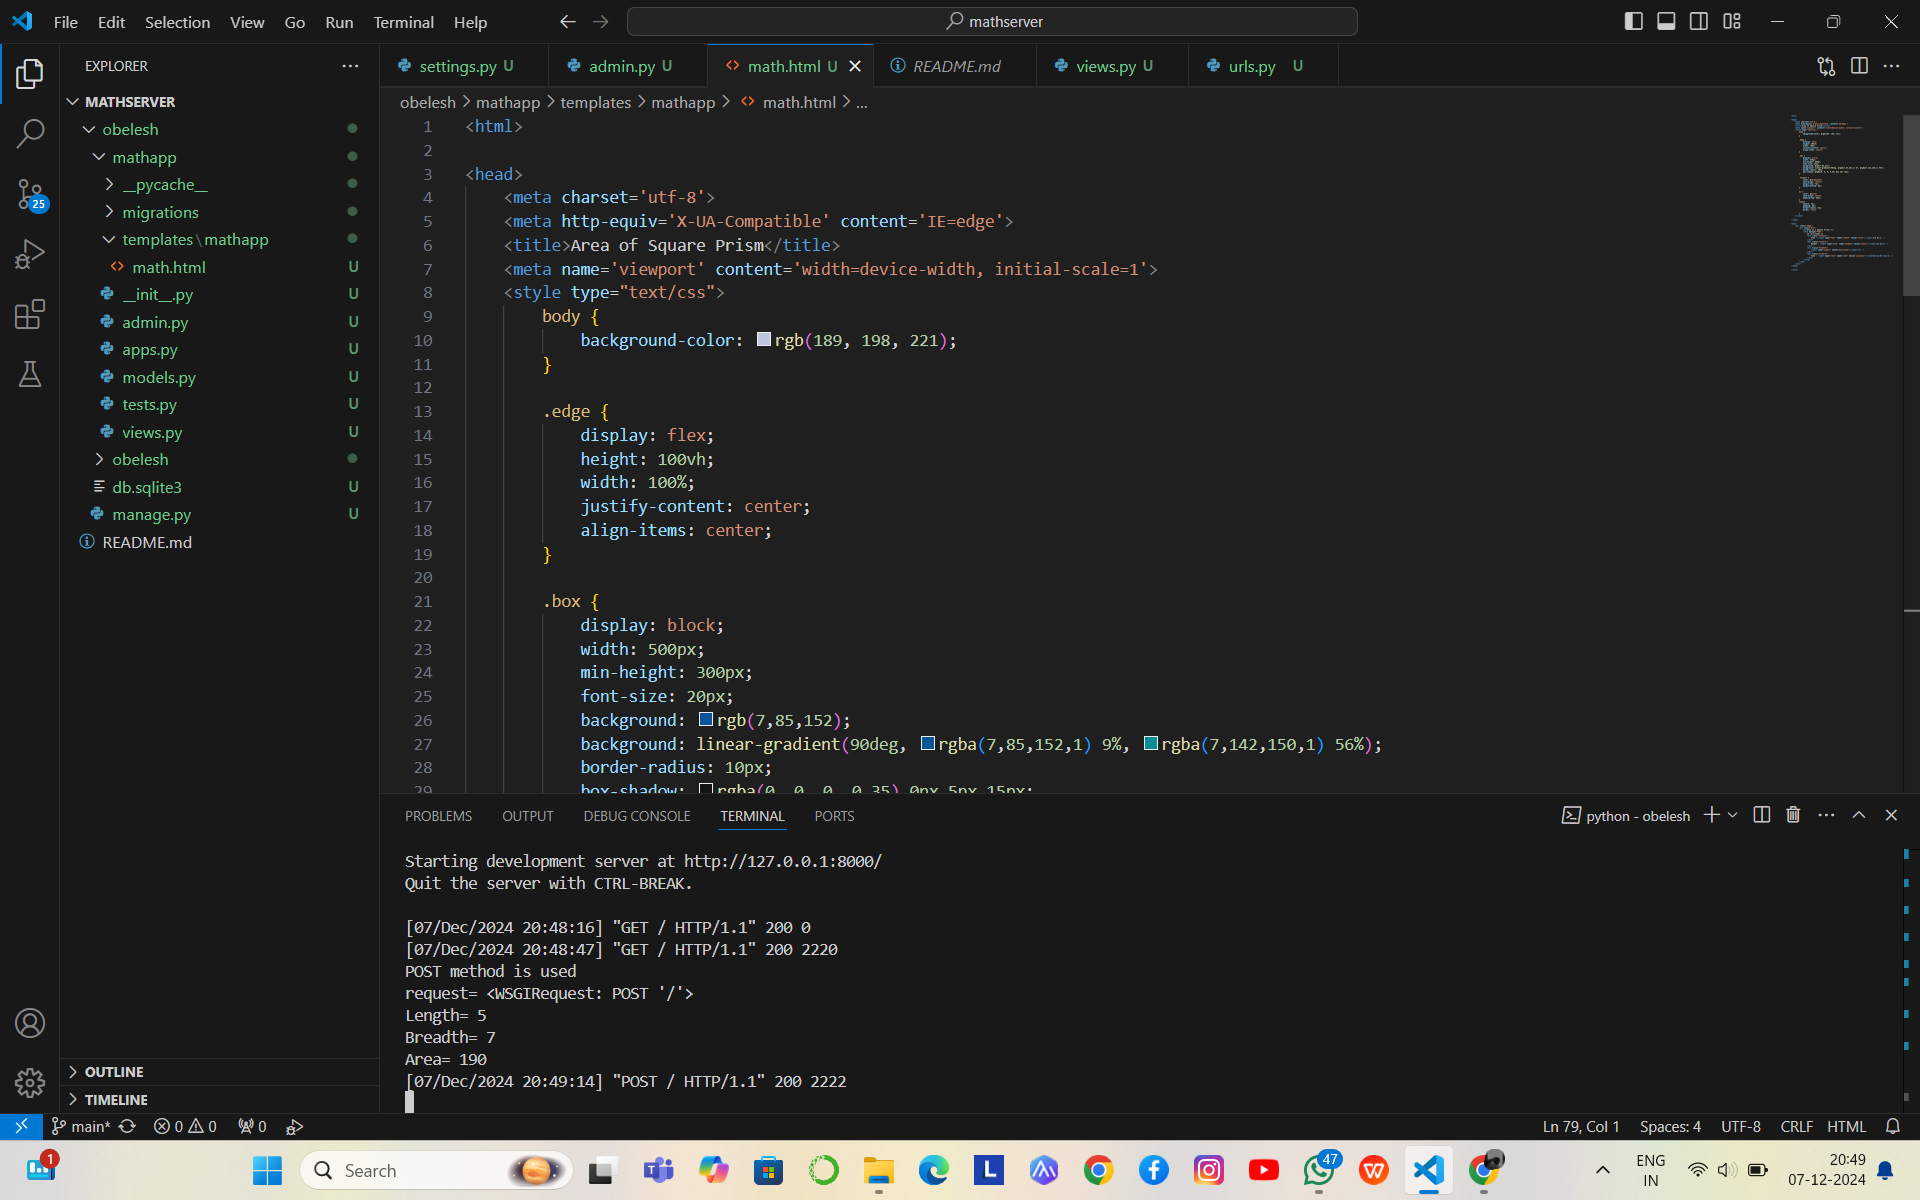 File Edit Selection View Go Run Terminal Help mathserver
EXPLORER
MATHSERVER
obelesh
mathapp
__pycache__
migrations
templates\mathapp
math.html U
__init__.py U
admin.py U
apps.py U
models.py U
tests.py U
views.py U
obelesh
db.sqlite3 U
manage.py U
README.md
OUTLINE
TIMELINE
25
settings.py U admin.py U math.html U README.md views.py U urls.py U
obelesh > mathapp > templates > mathapp > math.html > ...
1 <html>
2
3 <head>
4 <meta charset='utf-8'>
5 <meta http-equiv='X-UA-Compatible' content='IE=edge'>
6 <title>Area of Square Prism</title>
7 <meta name='viewport' content='width=device-width, initial-scale=1'>
8 <style type="text/css">
9 body {
10 background-color: rgb(189, 198, 221);
11 }
12
13 .edge {
14 display: flex;
15 height: 100vh;
16 width: 100%;
17 justify-content: center;
18 align-items: center;
19 }
20
21 .box {
22 display: block;
23 width: 500px;
24 min-height: 300px;
25 font-size: 20px;
26 background: rgb(7,85,152);
27 background: linear-gradient(90deg, rgba(7,85,152,1) 9%, rgba(7,142,150,1) 56%);
28 border-radius: 10px;
29 box-shadow: rgba(0, 0, 0, 0.35) 0px 5px 15px;
PROBLEMS OUTPUT DEBUG CONSOLE TERMINAL PORTS python - obelesh
Starting development server at http://127.0.0.1:8000/
Quit the server with CTRL-BREAK.
[07/Dec/2024 20:48:16] "GET / HTTP/1.1" 200 0
[07/Dec/2024 20:48:47] "GET / HTTP/1.1" 200 2220
POST method is used
request= <WSGIRequest: POST '/'>
Length= 5
Breadth= 7
Area= 190
[07/Dec/2024 20:49:14] "POST / HTTP/1.1" 200 2222
main* 0 0 0 Ln 79, Col 1 Spaces: 4 UTF-8 CRLF HTML
1 Search 47 ENG IN 20:49
07-12-2024